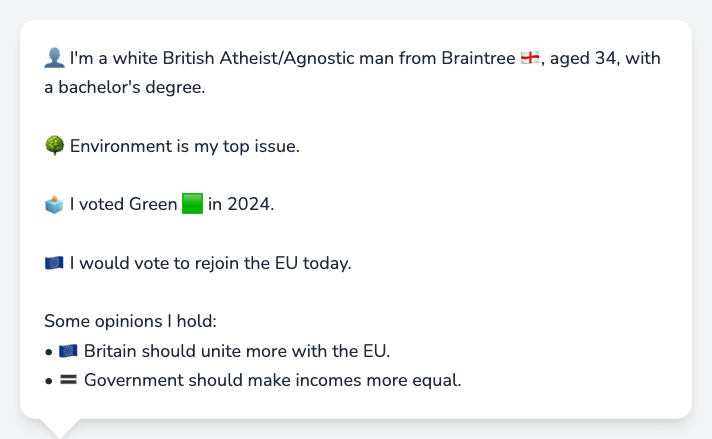 👤 I'm a white British Atheist/Agnostic man from Braintree 🏴󠁧󠁢󠁥󠁮󠁧󠁿, aged 34, with
a bachelor's degree.
🌳 Environment is my top issue.
🗳️ I voted Green 🟩 in 2024.
🇪🇺 I would vote to rejoin the EU today.
Some opinions I hold:
• 🇪🇺 Britain should unite more with the EU.
• 🟰 Government should make incomes more equal.